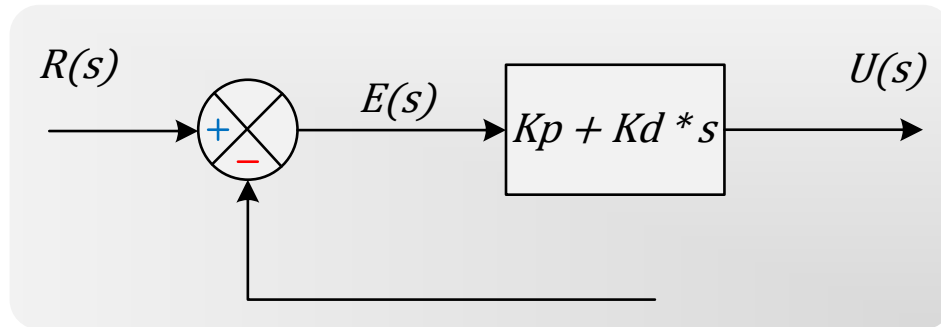 R(s)
+
−
E(s)
Kp + Kd * s
U(s)